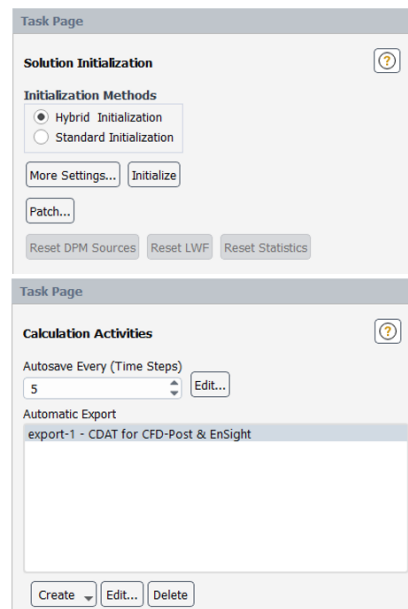 Task Page
Solution Initialization
?
Initialization Methods
Hybrid Initialization
Standard Initialization
More Settings... Initialize
Patch...
Reset DPM Sources Reset LWF Reset Statistics
Task Page
Calculation Activities
?
Autosave Every (Time Steps)
5 Edit...
Automatic Export
export-1 - CDAT for CFD-Post & EnSight
Create Edit... Delete